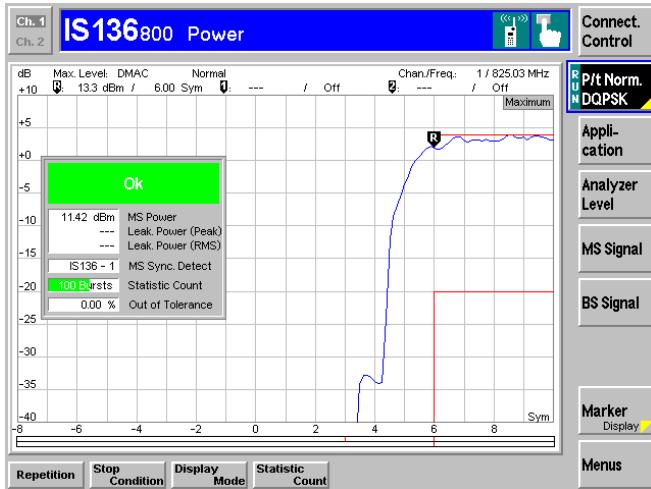 Ch. 1
Ch. 2
IS136800 Power
Connect. Control
dB Max. Level: DMAC Normal Chan./Freq.: 1 / 825.03 MHz
+10 R: 13.3 dBm / 6.00 Sym 1: --- / Off 2: --- / Off
Maximum
RUN P/t Norm. DQPSK
+5
R
Appli-cation
+0
Ok
Analyzer Level
-5
-10
11.42 dBm MS Power
--- Leak. Power (Peak)
--- Leak. Power (RMS)
MS Signal
-15
IS136 - 1 MS Sync. Detect
-20
100 Bursts Statistic Count
BS Signal
0.00 % Out of Tolerance
-25
-30
-35
-40
Sym
-8 -6 -4 -2 0 2 4 6 8
Marker
Display
Repetition
Stop Condition
Display Mode
Statistic Count
Menus